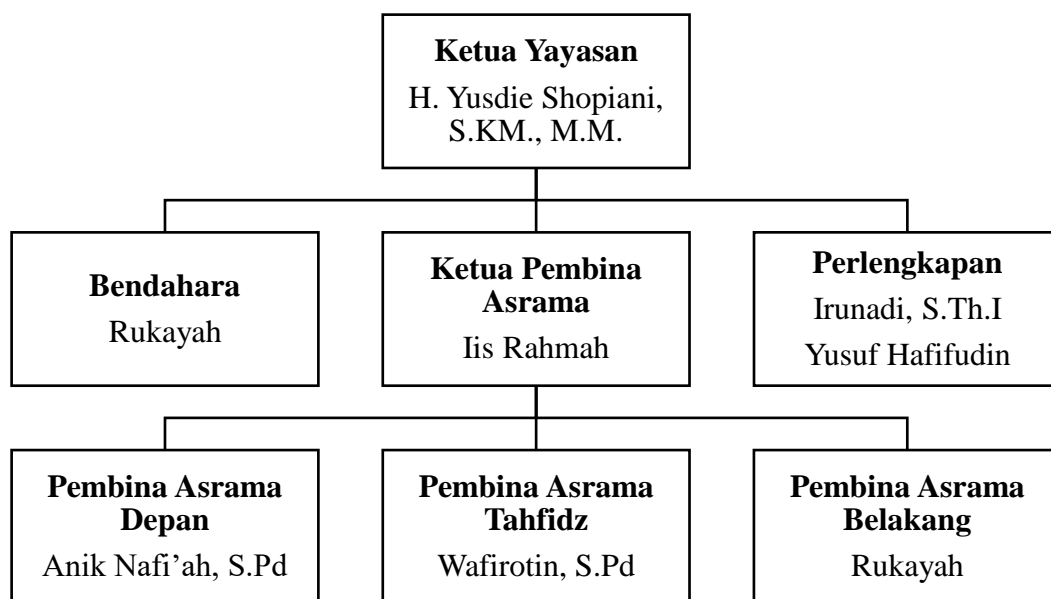 Ketua Yayasan
H. Yusdie Shopiani,
S.KM., M.M.
Bendahara
Rukayah
Ketua Pembina
Asrama
Iis Rahmah
Perlengkapan
Irunadi, S.Th.I
Yusuf Hafifudin
Pembina Asrama
Depan
Anik Nafi’ah, S.Pd
Pembina Asrama
Tahfidz
Wafirotin, S.Pd
Pembina Asrama
Belakang
Rukayah